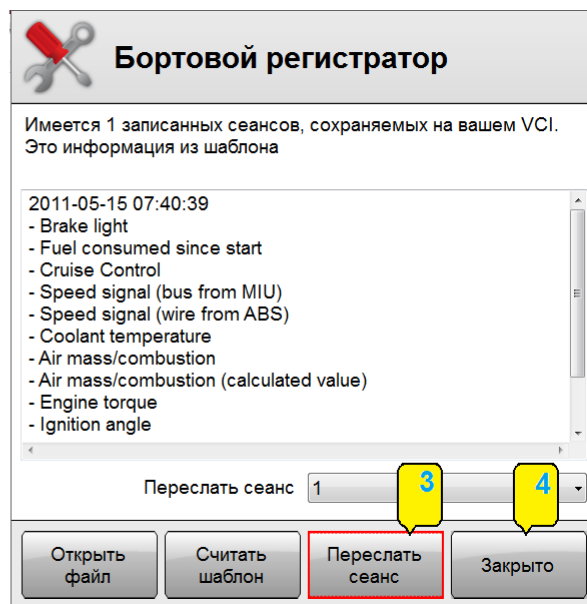 Бортовой регистратор
Имеется 1 записанных сеансов, сохраняемых на вашем VCI.
Это информация из шаблона
2011-05-15 07:40:39
- Brake light
- Fuel consumed since start
- Cruise Control
- Speed signal (bus from MIU)
- Speed signal (wire from ABS)
- Coolant temperature
- Air mass/combustion
- Air mass/combustion (calculated value)
- Engine torque
- Ignition angle
Переслать сеанс 1
3
4
Открыть
файл
Считать
шаблон
Переслать
сеанс
Закрыто